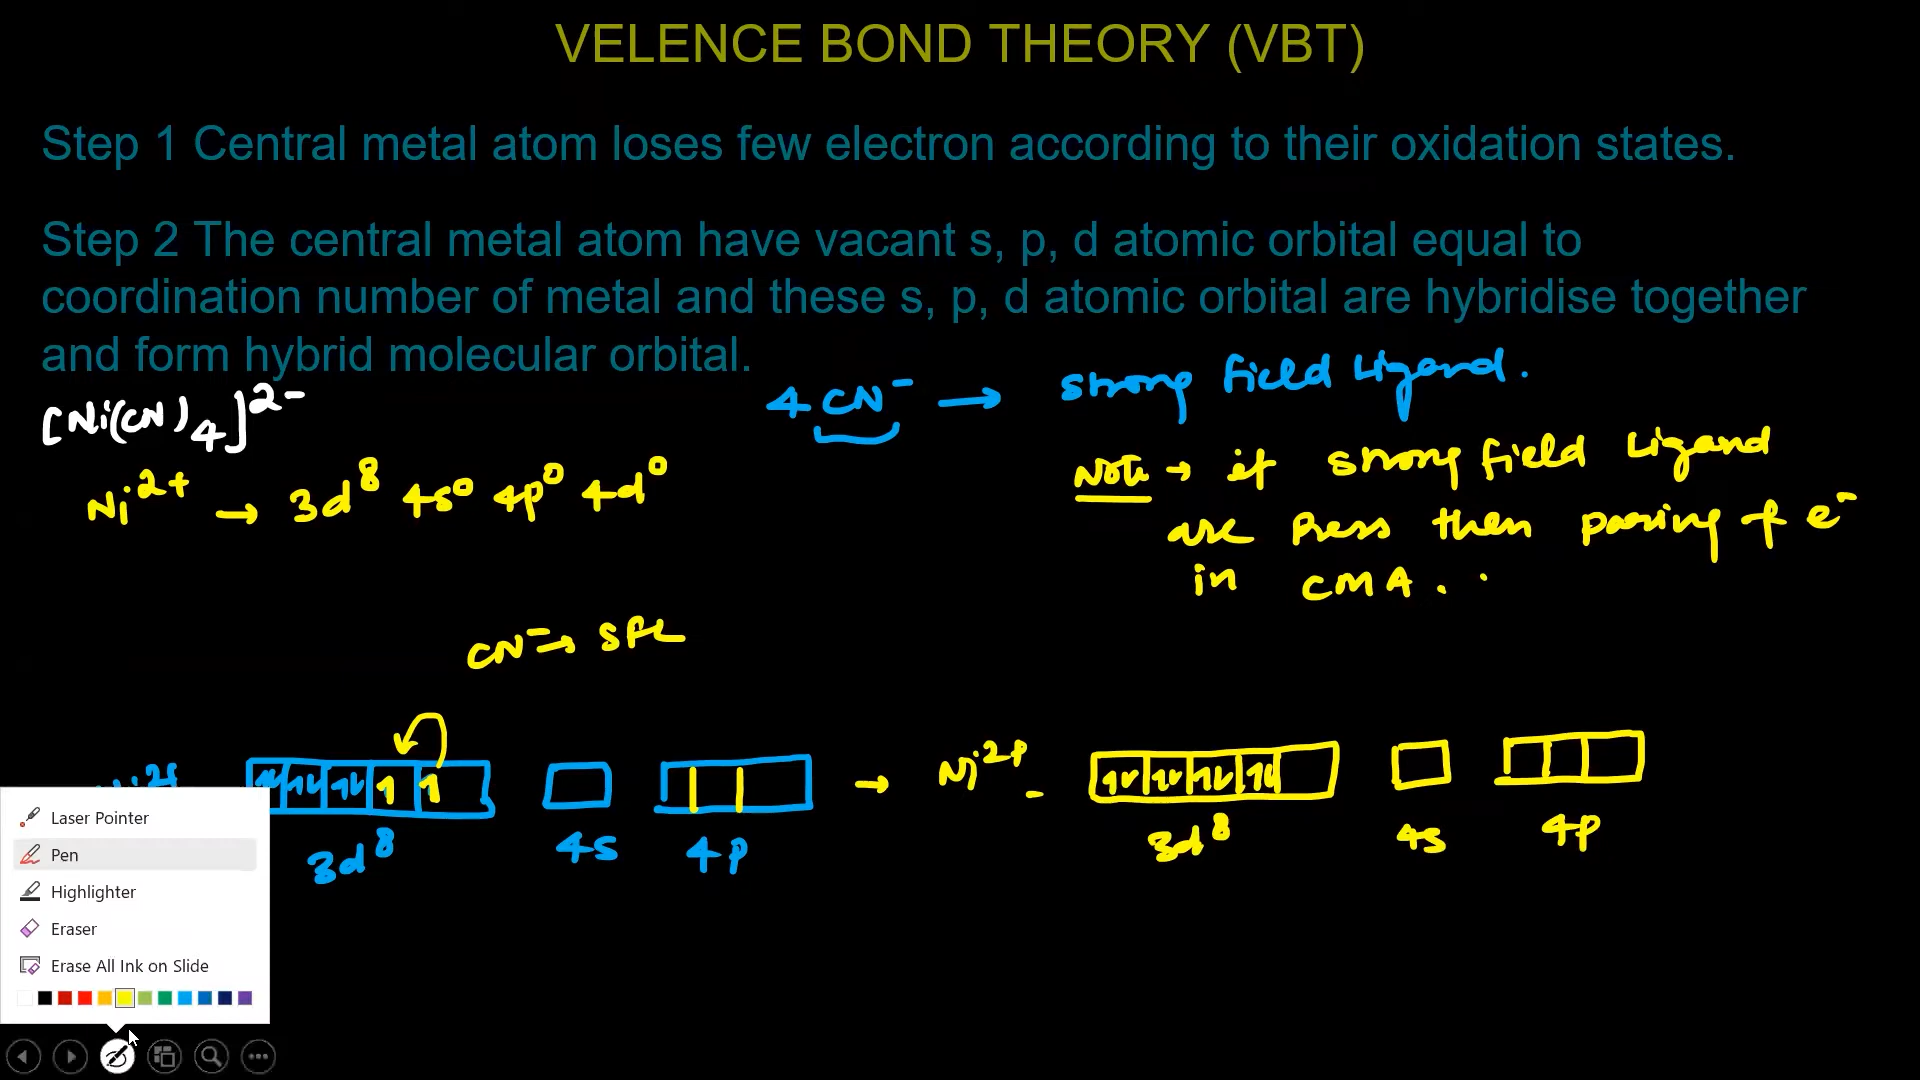 VELENCE BOND THEORY (VBT)
Step 1 Central metal atom loses few electron according to their oxidation states.
Step 2 The central metal atom have vacant s, p, d atomic orbital equal to
coordination number of metal and these s, p, d atomic orbital are hybridise together
and form hybrid molecular orbital.
[Ni(CN)₄]²⁻
4 CN⁻ → Strong field Ligand.
Ni²⁺ → 3d⁸ 4s⁰ 4p⁰ 4d⁰
Note → if strong field Ligand
are Press then pairing of e⁻
in CMA.
CN⁻ → SFL
1 1
→ Ni²⁺
3d⁸ 4s 4p
3d⁸ 4s 4p
Laser Pointer
Pen
Highlighter
Eraser
Erase All Ink on Slide